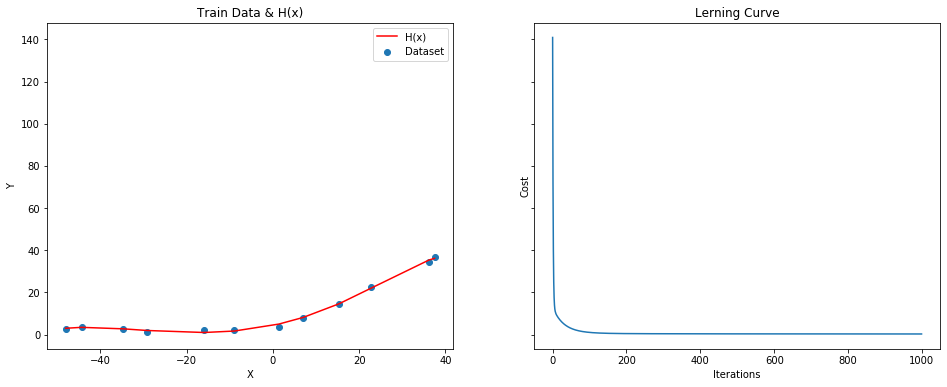 Train Data & H(x)
H(x)
Dataset
140
120
100
80
60
40
20
0
Y
−40
−20
0
20
40
X
Lerning Curve
Cost
0
200
400
600
800
1000
Iterations